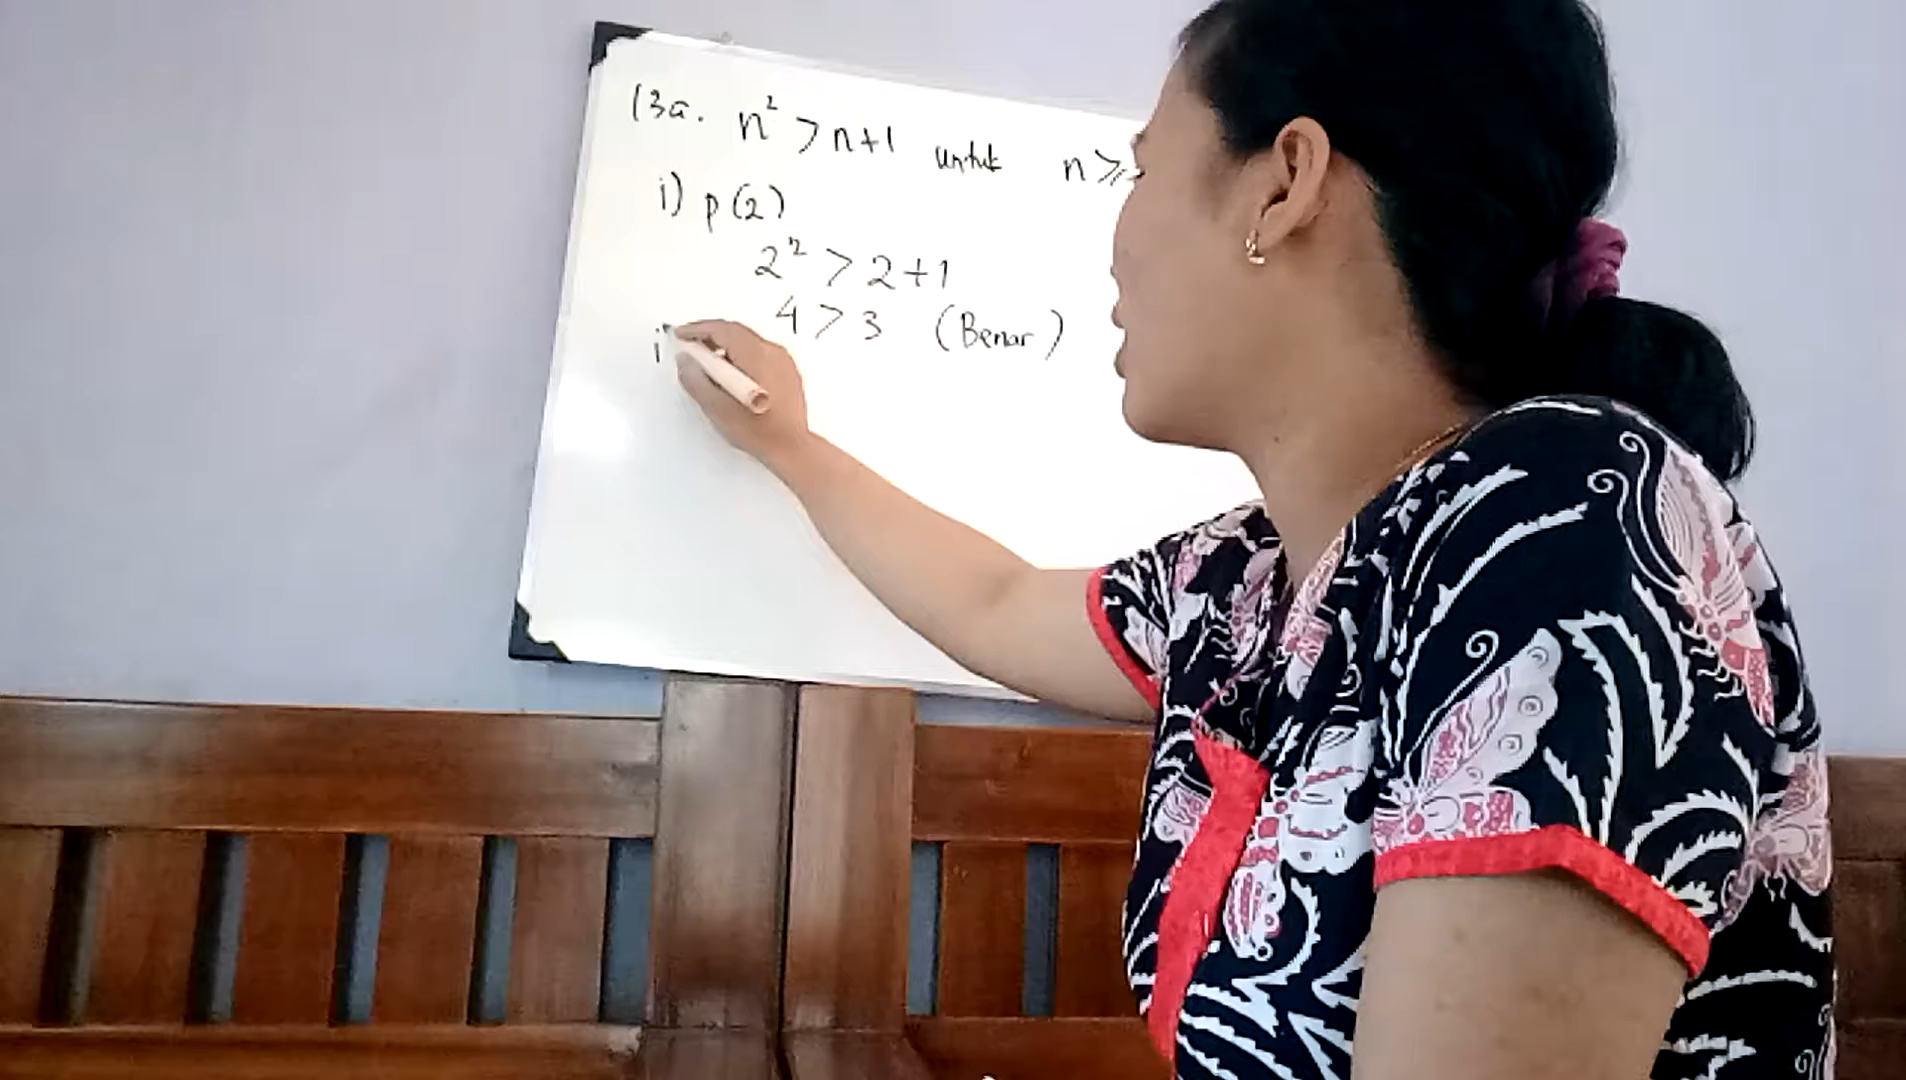 13a. n² > n+1 untuk n ≥
i) p(2)
2² > 2+1
4 > 3 (Benar)
i